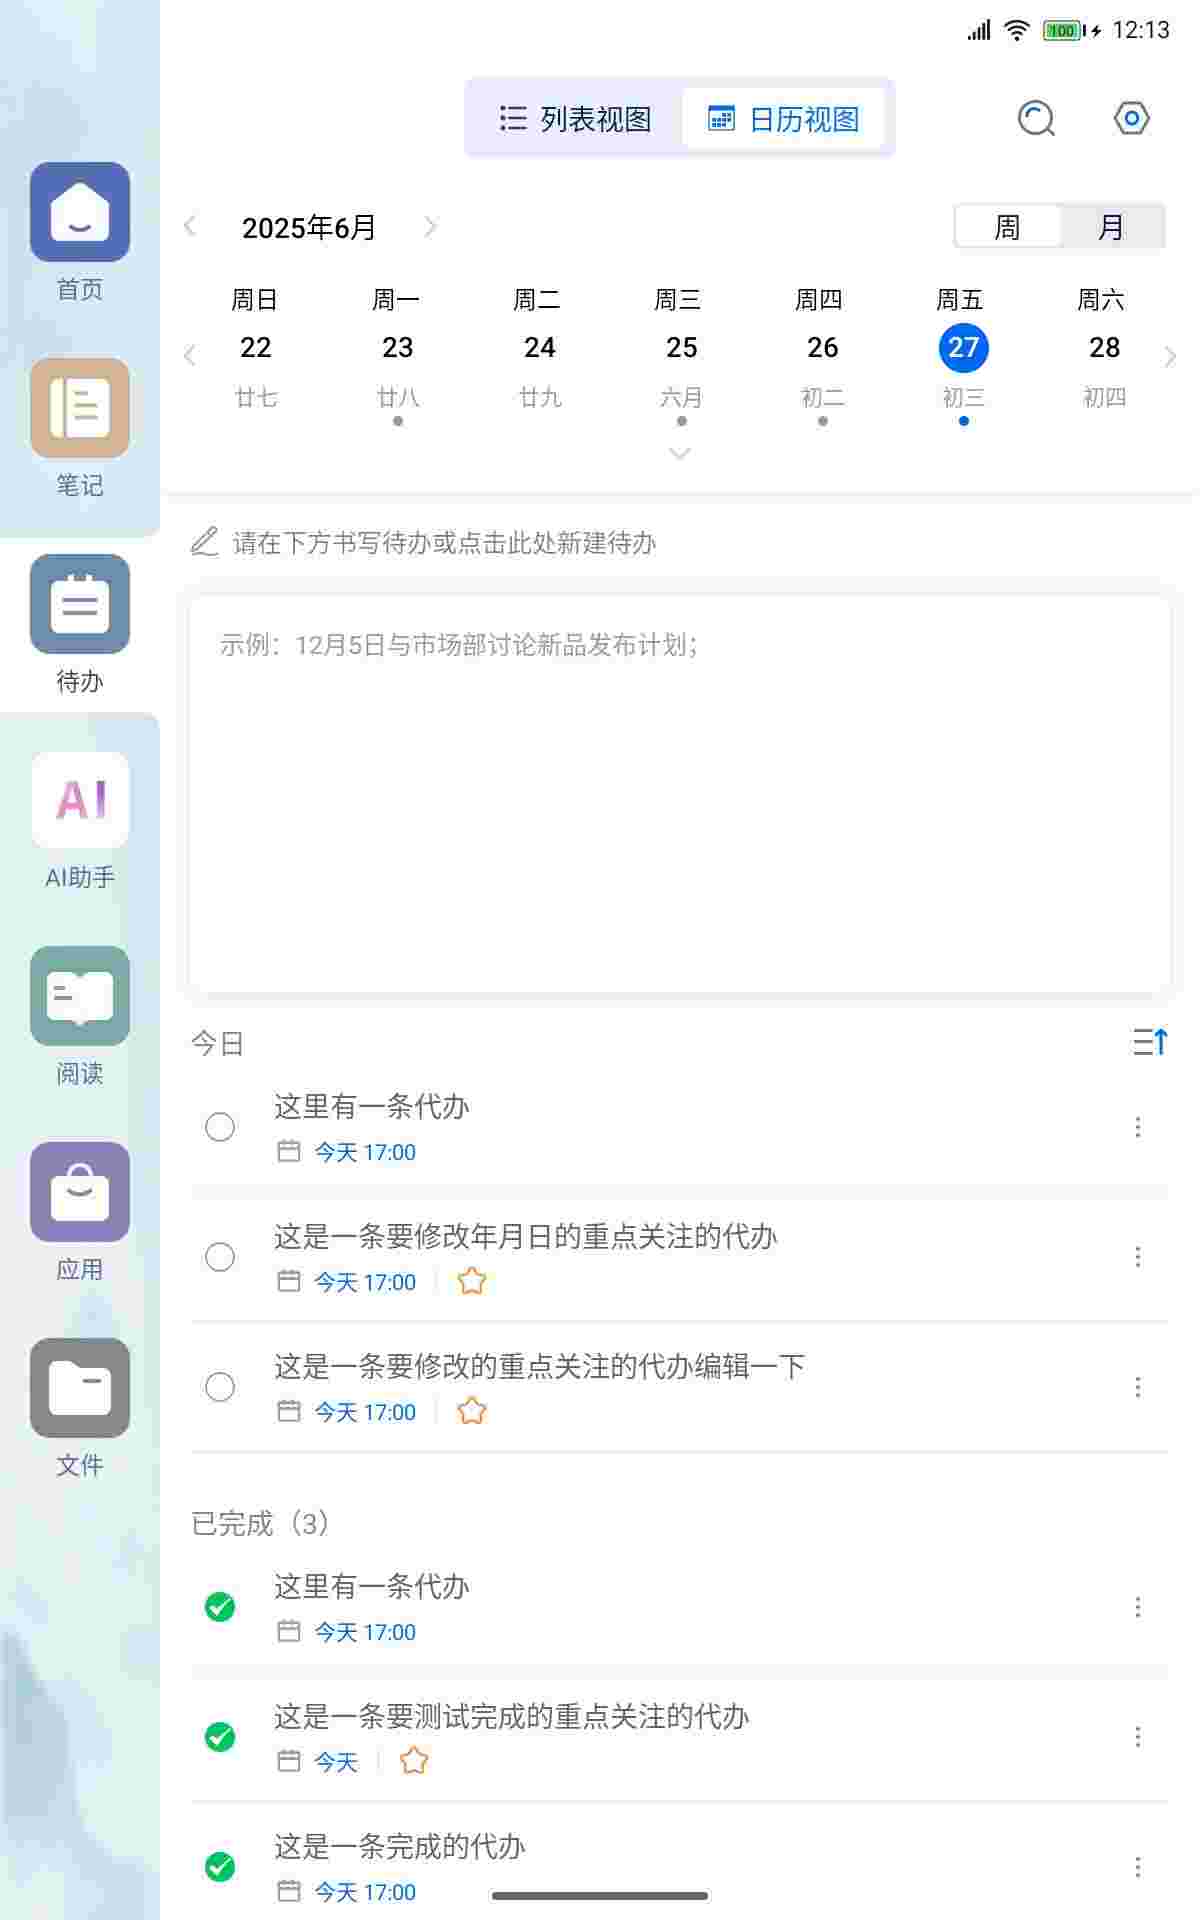 100 12:13
列表视图 日历视图
2025年6月 周 月
周日 周一 周二 周三 周四 周五 周六
22 23 24 25 26 27 28
廿七 廿八 廿九 六月 初二 初三 初四
首页
笔记
待办
AI
AI助手
阅读
应用
文件
请在下方书写待办或点击此处新建待办
示例：12月5日与市场部讨论新品发布计划；
今日
这里有一条代办
今天 17:00
这是一条要修改年月日的重点关注的代办
今天 17:00
这是一条要修改的重点关注的代办编辑一下
今天 17:00
已完成（3）
这里有一条代办
今天 17:00
这是一条要测试完成的重点关注的代办
今天
这是一条完成的代办
今天 17:00